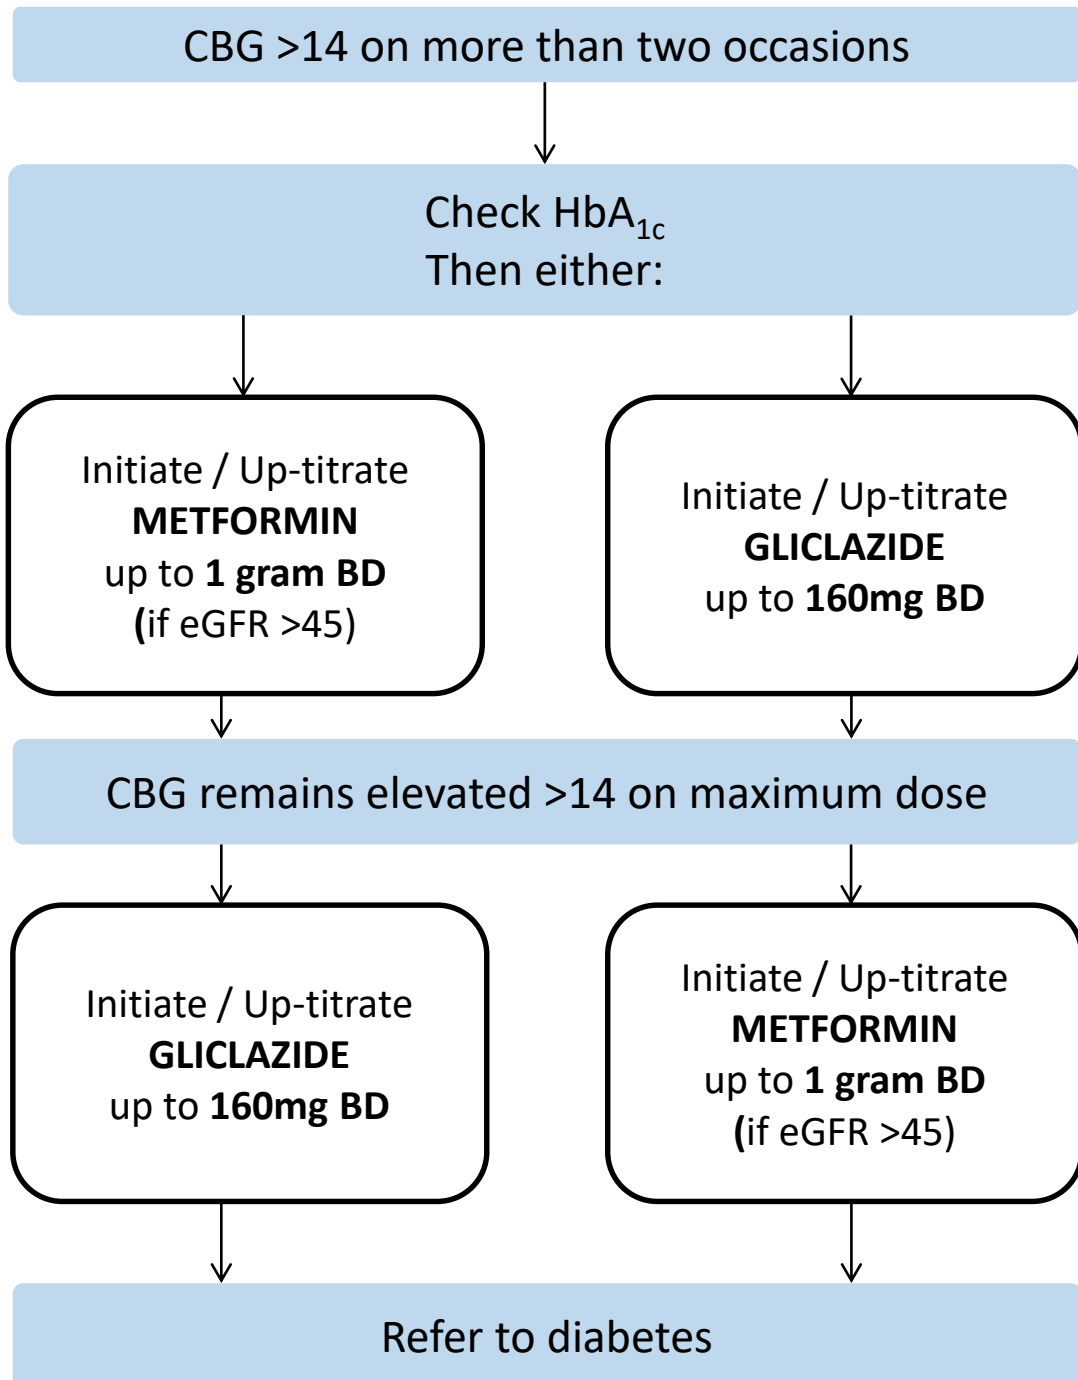 CBG >14 on more than two occasions
Check HbA1c
Then either:
Initiate / Up-titrate
METFORMIN
up to 1 gram BD
(if eGFR >45)
Initiate / Up-titrate
GLICLAZIDE
up to 160mg BD
CBG remains elevated >14 on maximum dose
Initiate / Up-titrate
GLICLAZIDE
up to 160mg BD
Initiate / Up-titrate
METFORMIN
up to 1 gram BD
(if eGFR >45)
Refer to diabetes